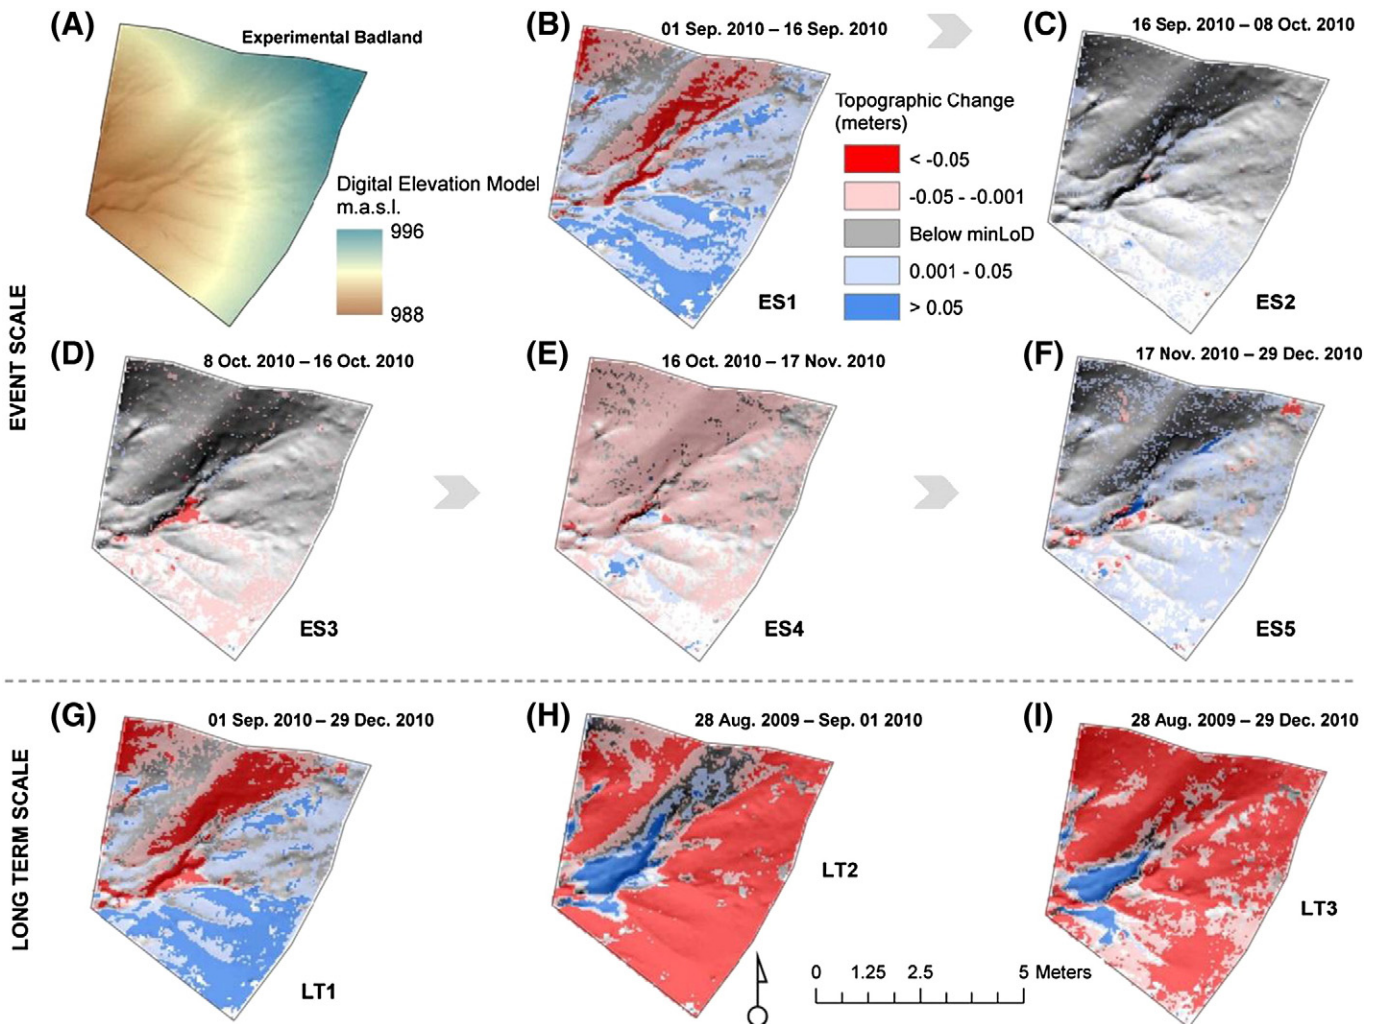 (A)
Experimental Badland
Digital Elevation Model
m.a.s.l.
996
988
(B)
01 Sep. 2010 – 16 Sep. 2010
ES1
Topographic Change
(meters)
< -0.05
-0.05 - -0.001
Below minLoD
0.001 - 0.05
> 0.05
(C)
16 Sep. 2010 – 08 Oct. 2010
ES2
EVENT SCALE
(D)
8 Oct. 2010 – 16 Oct. 2010
ES3
(E)
16 Oct. 2010 – 17 Nov. 2010
ES4
(F)
17 Nov. 2010 – 29 Dec. 2010
ES5
LONG TERM SCALE
(G)
01 Sep. 2010 – 29 Dec. 2010
LT1
(H)
28 Aug. 2009 – Sep. 01 2010
LT2
(I)
28 Aug. 2009 – 29 Dec. 2010
LT3
0 1.25 2.5 5 Meters